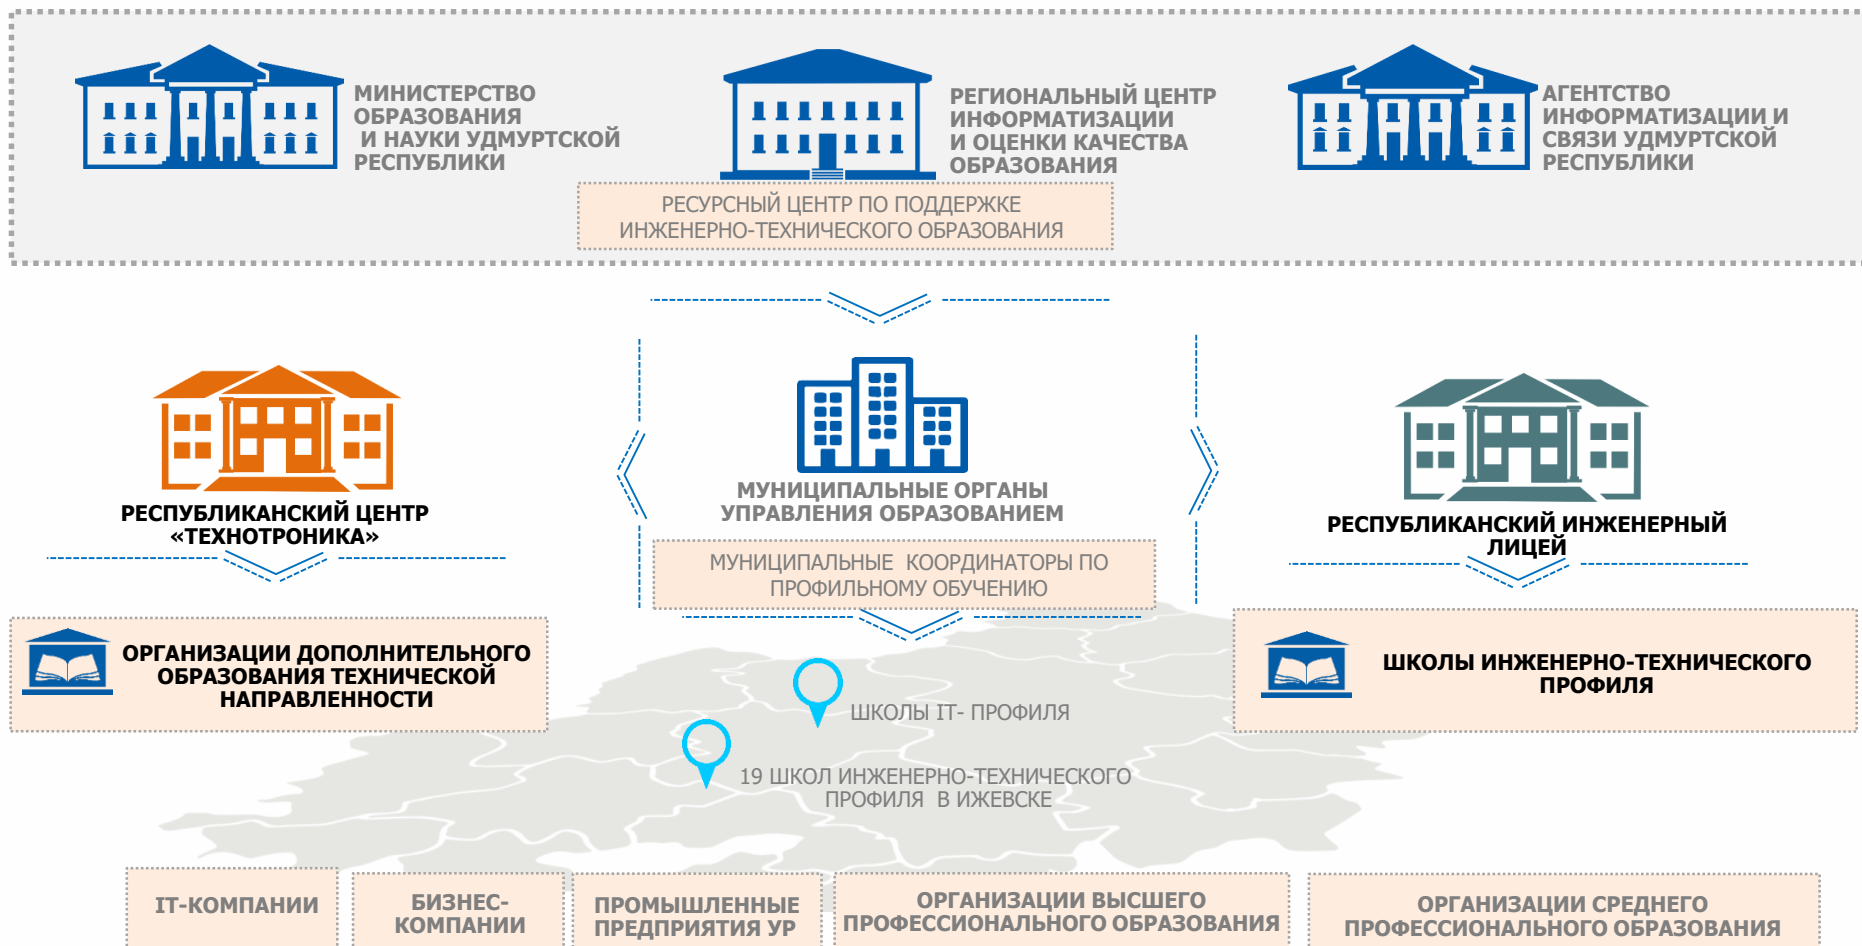 МИНИСТЕРСТВО
ОБРАЗОВАНИЯ
И НАУКИ УДМУРТСКОЙ
РЕСПУБЛИКИ
РЕГИОНАЛЬНЫЙ ЦЕНТР
ИНФОРМАТИЗАЦИИ
И ОЦЕНКИ КАЧЕСТВА
ОБРАЗОВАНИЯ
АГЕНТСТВО
ИНФОРМАТИЗАЦИИ И
СВЯЗИ УДМУРТСКОЙ
РЕСПУБЛИКИ
РЕСУРСНЫЙ ЦЕНТР ПО ПОДДЕРЖКЕ
ИНЖЕНЕРНО-ТЕХНИЧЕСКОГО ОБРАЗОВАНИЯ
РЕСПУБЛИКАНСКИЙ ЦЕНТР
«ТЕХНОТРОНИКА»
МУНИЦИПАЛЬНЫЕ ОРГАНЫ
УПРАВЛЕНИЯ ОБРАЗОВАНИЕМ
РЕСПУБЛИКАНСКИЙ ИНЖЕНЕРНЫЙ
ЛИЦЕЙ
МУНИЦИПАЛЬНЫЕ КООРДИНАТОРЫ ПО
ПРОФИЛЬНОМУ ОБУЧЕНИЮ
ОРГАНИЗАЦИИ ДОПОЛНИТЕЛЬНОГО
ОБРАЗОВАНИЯ ТЕХНИЧЕСКОЙ
НАПРАВЛЕННОСТИ
ШКОЛЫ ИНЖЕНЕРНО-ТЕХНИЧЕСКОГО
ПРОФИЛЯ
ШКОЛЫ IT- ПРОФИЛЯ
19 ШКОЛ ИНЖЕНЕРНО-ТЕХНИЧЕСКОГО
ПРОФИЛЯ В ИЖЕВСКЕ
IT-КОМПАНИИ
БИЗНЕС-
КОМПАНИИ
ПРОМЫШЛЕННЫЕ
ПРЕДПРИЯТИЯ УР
ОРГАНИЗАЦИИ ВЫСШЕГО
ПРОФЕССИОНАЛЬНОГО ОБРАЗОВАНИЯ
ОРГАНИЗАЦИИ СРЕДНЕГО
ПРОФЕССИОНАЛЬНОГО ОБРАЗОВАНИЯ